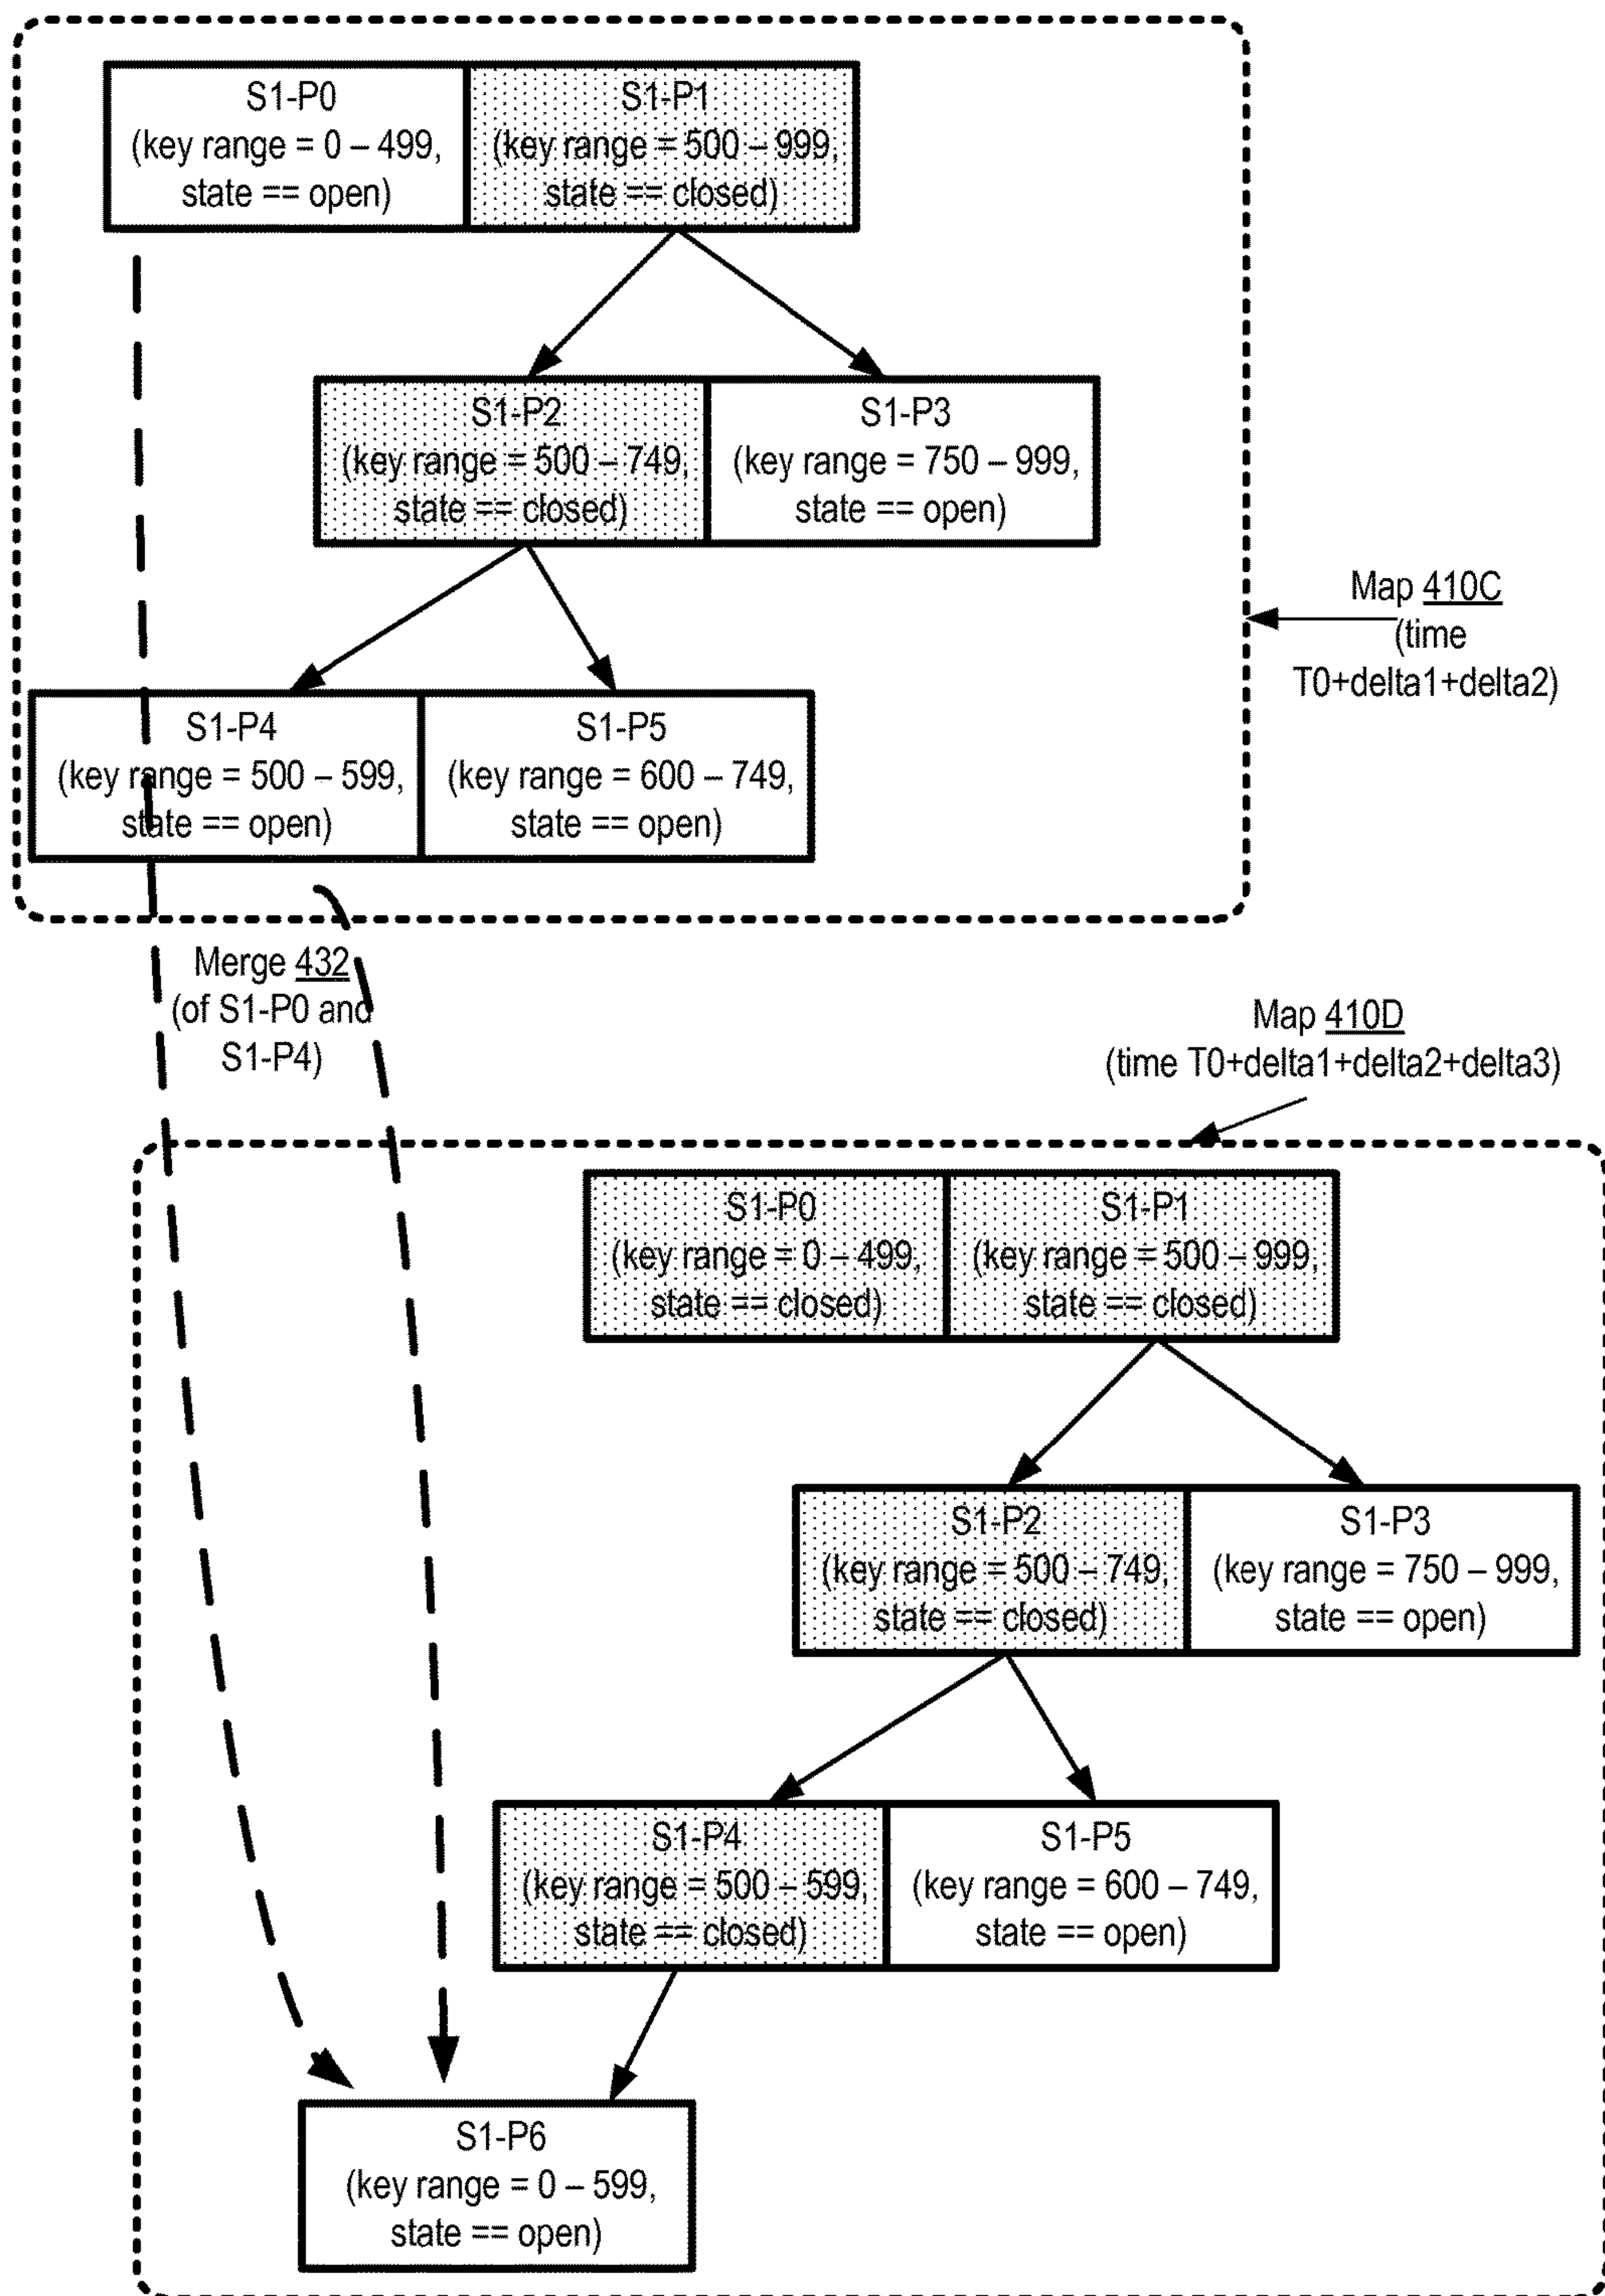 S1-P0
(key range = 0 – 499,
state == open)
S1-P1
(key range = 500 – 999,
state == closed)
S1-P2
(key range = 500 – 749,
state == closed)
S1-P3
(key range = 750 – 999,
state == open)
Map 410C
(time
T0+delta1+delta2)
S1-P4
(key range = 500 – 599,
state == open)
S1-P5
(key range = 600 – 749,
state == open)
Merge 432
(of S1-P0 and
S1-P4)
Map 410D
(time T0+delta1+delta2+delta3)
S1-P0
(key range = 0 – 499,
state == closed)
S1-P1
(key range = 500 – 999,
state == closed)
S1-P2
(key range = 500 – 749,
state == closed)
S1-P3
(key range = 750 – 999,
state == open)
S1-P4
(key range = 500 – 599,
state == closed)
S1-P5
(key range = 600 – 749,
state == open)
S1-P6
(key range = 0 – 599,
state == open)